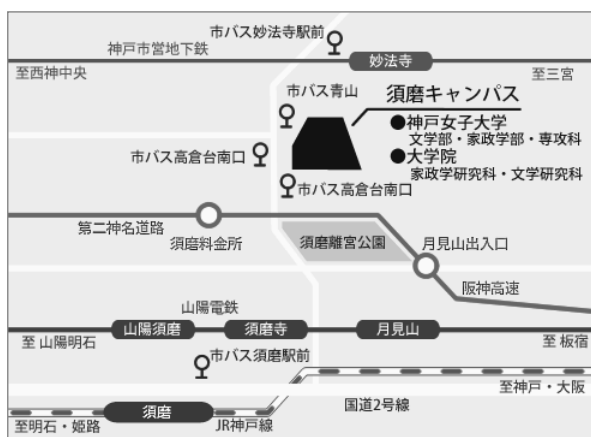 市バス妙法寺駅前
神戸市営地下鉄
妙法寺
至西神中央
至三宮
市バス青山
須磨キャンパス
●神戸女子大学
文学部・家政学部・専攻科
●大学院
家政学研究科・文学研究科
市バス高倉台南口
市バス高倉台南口
第二神名道路
須磨料金所
須磨離宮公園
月見山出入口
阪神高速
山陽電鉄
山陽須磨
須磨寺
月見山
至 山陽明石
至 板宿
市バス須磨駅前
至神戸・大阪
国道2号線
須磨
至明石・姫路
JR神戸線